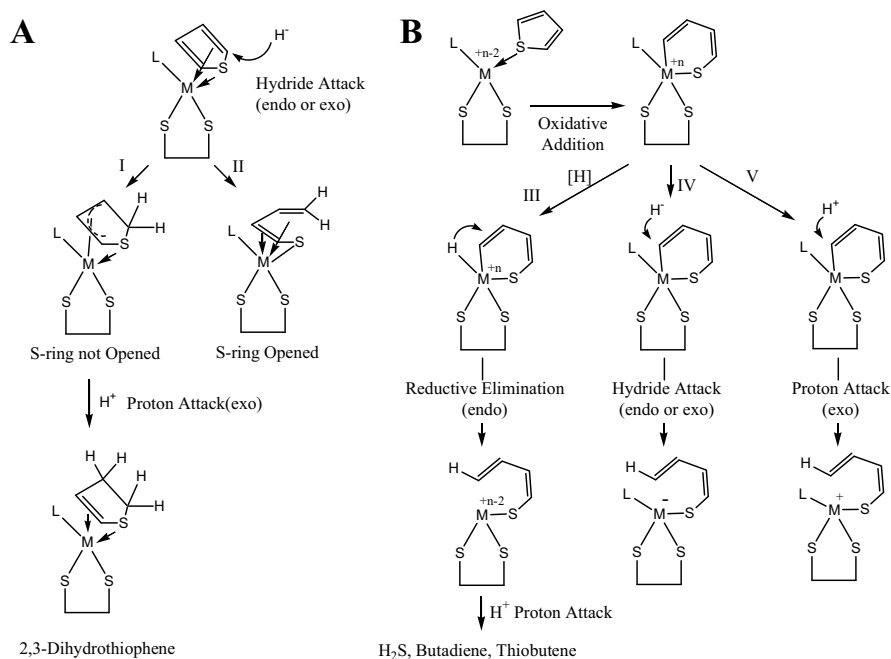 A
H-
L
S
M
S S
Hydride Attack
(endo or exo)
I II
H
H
L
S
M
S S
S-ring not Opened
H
H
L
S
M
S S
S-ring Opened
H+ Proton Attack(exo)
H H
H
H
L
S
M
S S
2,3-Dihydrothiophene
B
L +n-2 S
M
S S
Oxidative
Addition
L
+n
M S
S S
III [H] IV V
H
+n
M S
S S
Reductive Elimination
(endo)
H
+n-2
M S
S S
H+ Proton Attack
H2S, Butadiene, Thiobutene
H-
L
M S
S S
Hydride Attack
(endo or exo)
H
L -
M S
S S
H+
L
M S
S S
Proton Attack
(exo)
H
L +
M S
S S